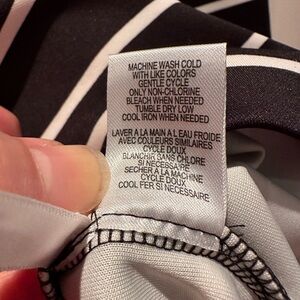 MACHINE WASH COLD
WITH LIKE COLORS
GENTLE CYCLE
ONLY NON-CHLORINE
BLEACH WHEN NEEDED
TUMBLE DRY LOW
COOL IRON WHEN NEEDED
LAVER A LA MAIN A L EAU FROIDE
AVEC COULEURS SIMILAIRES
CYCLE DOUX
BLANCHIR SANS CHLORE
SI NECESSAIRE
SECHER A LA MACHINE
CYCLE DOUX
COOL FER SI NECESSAIRE